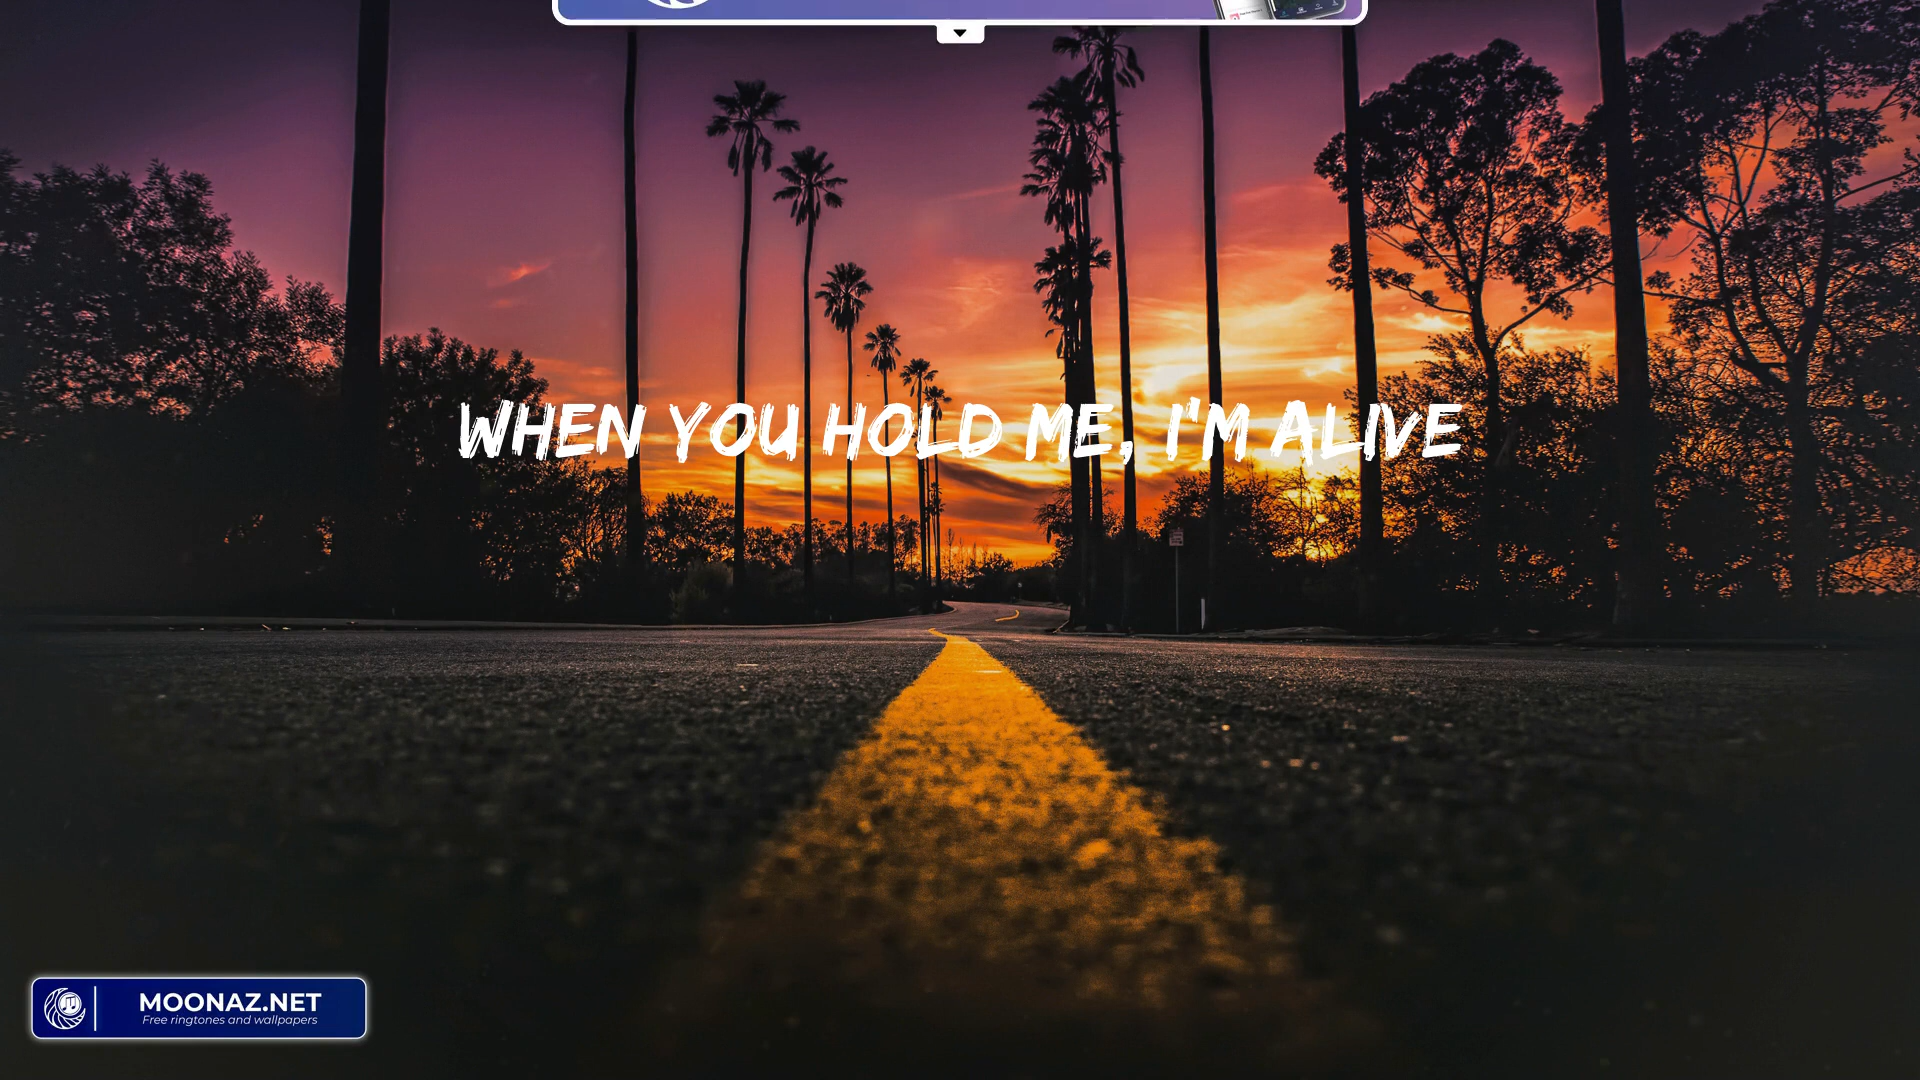 WHEN YOU HOLD ME, I'M ALIVE
MOONAZ.NET
Free ringtones and wallpapers